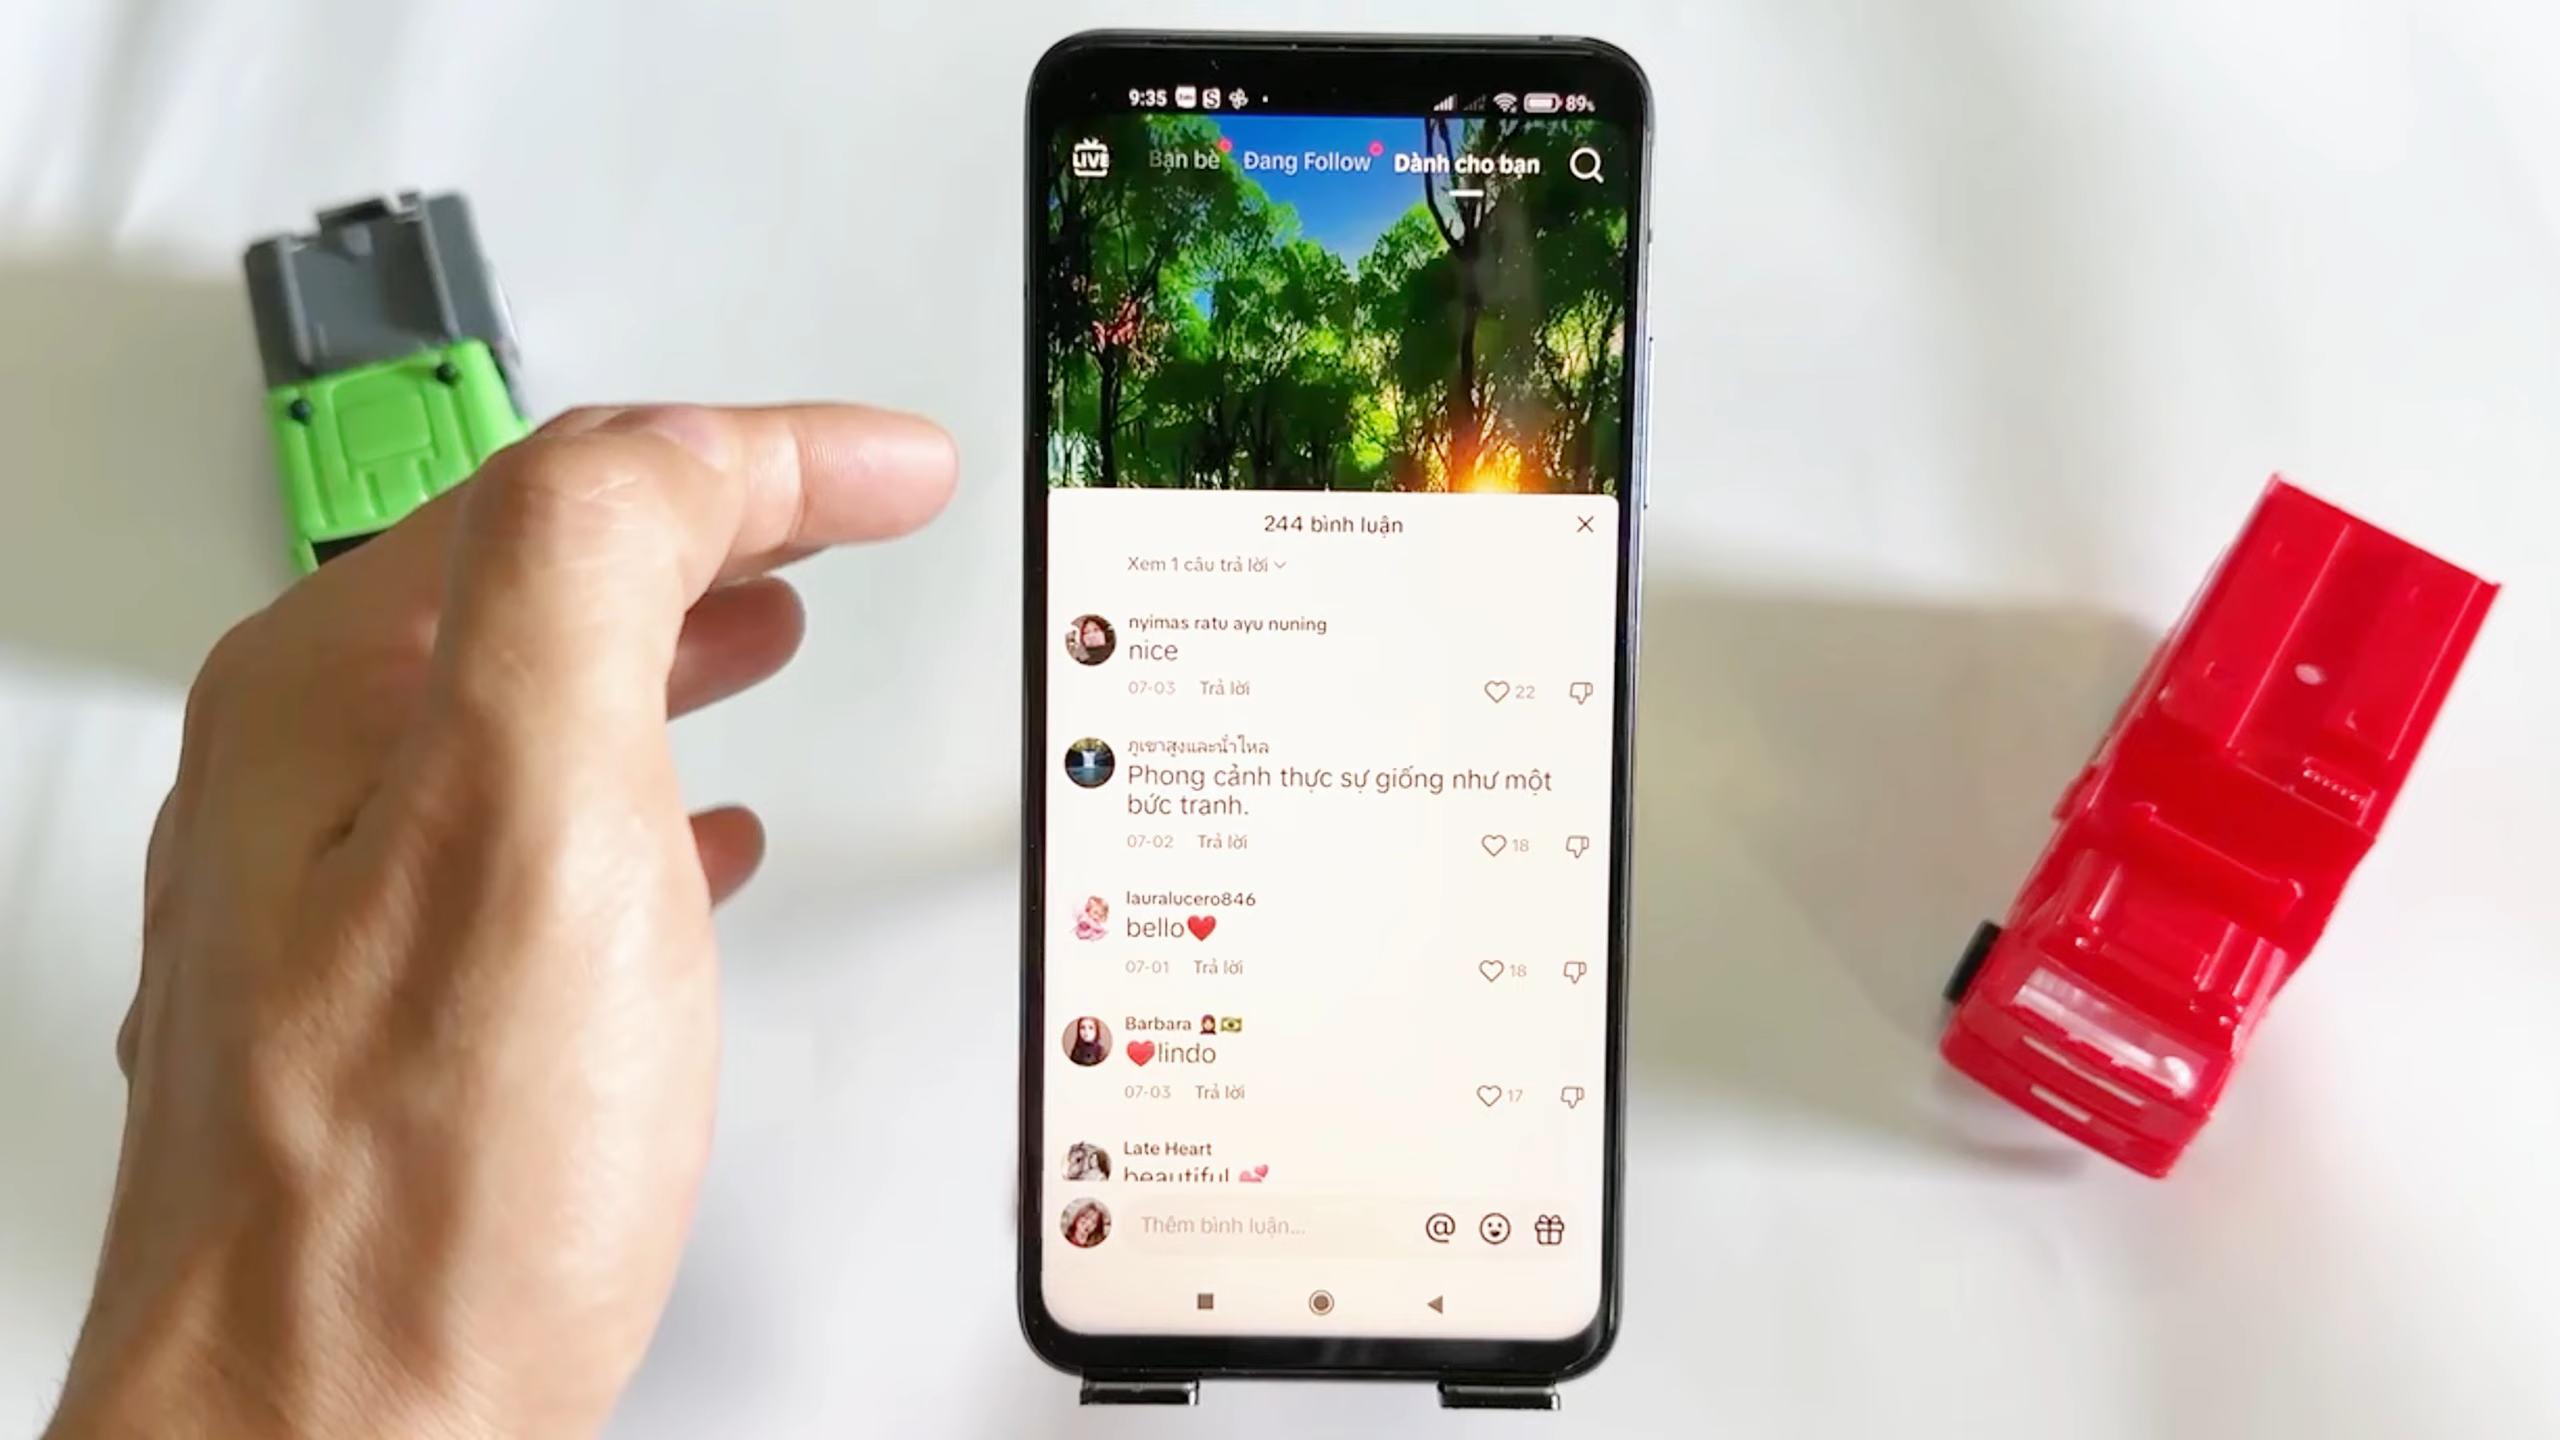 9:35
89%
LIVE
Bạn bè
Đang Follow
Dành cho bạn
244 bình luận
Xem 1 câu trả lời
nyimas ratu ayu nuning
nice
07-03 Trả lời
22
ภูเขาสูงและน้ำไหล
Phong cảnh thực sự giống như một
bức tranh.
07-02 Trả lời
18
lauralucero846
bello❤️
07-01 Trả lời
18
Barbara 🧕🇧🇷
❤️lindo
07-03 Trả lời
17
Late Heart
beautiful 💕
Thêm bình luận...
@